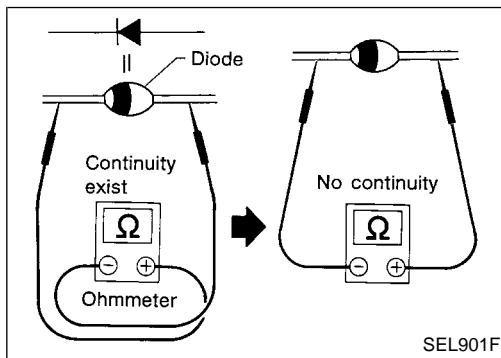 Diode
Continuity
exist
No continuity
Ω
Ω
− +
− +
Ohmmeter
SEL901F